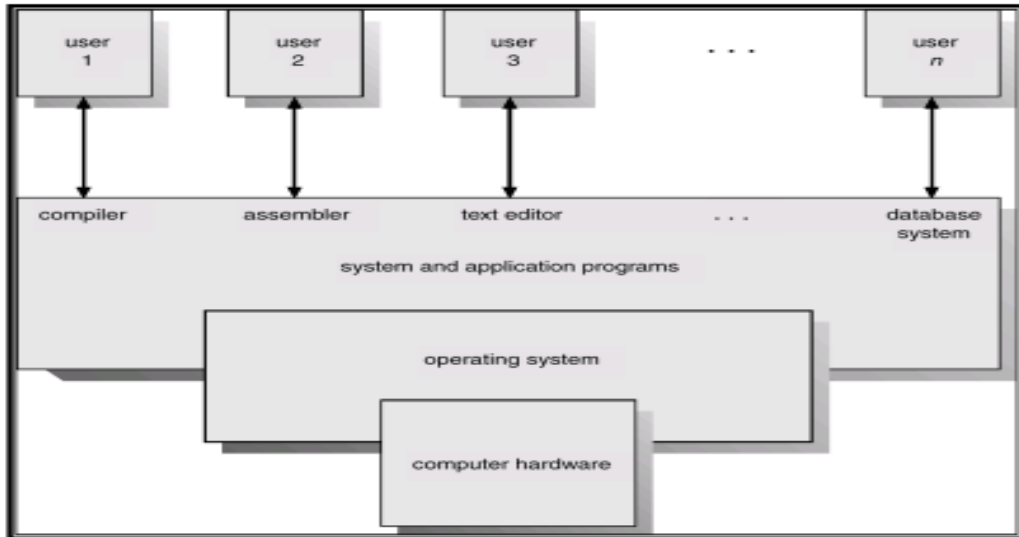 user
1
user
2
user
3
. . .
user
n
compiler
assembler
text editor
. . .
database
system
system and application programs
operating system
computer hardware